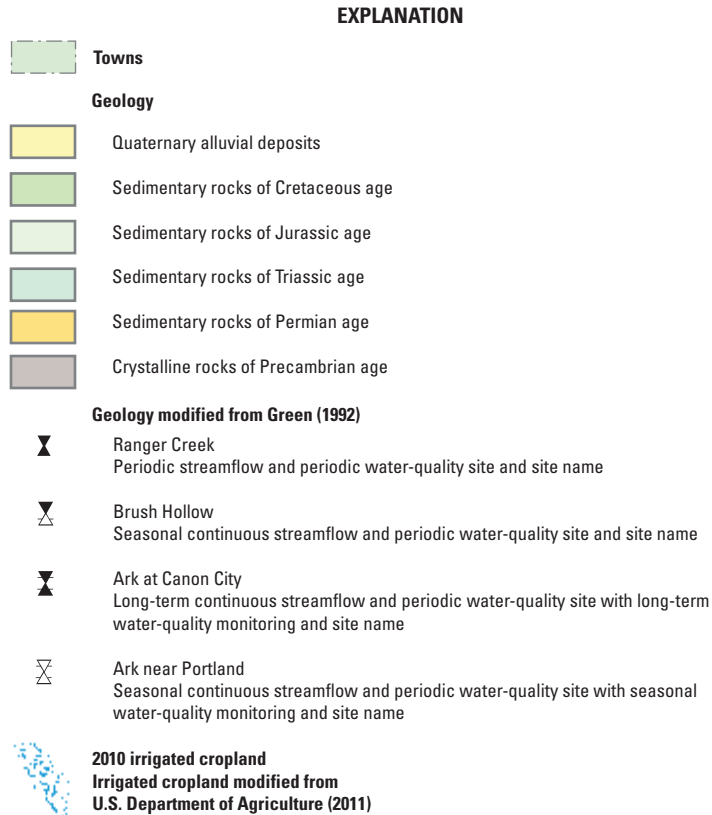 EXPLANATION
Towns
Geology
Quaternary alluvial deposits
Sedimentary rocks of Cretaceous age
Sedimentary rocks of Jurassic age
Sedimentary rocks of Triassic age
Sedimentary rocks of Permian age
Crystalline rocks of Precambrian age
Geology modified from Green (1992)
Ranger Creek
Periodic streamflow and periodic water-quality site and site name
Brush Hollow
Seasonal continuous streamflow and periodic water-quality site and site name
Ark at Canon City
Long-term continuous streamflow and periodic water-quality site with long-term
water-quality monitoring and site name
Ark near Portland
Seasonal continuous streamflow and periodic water-quality site with seasonal
water-quality monitoring and site name
2010 irrigated cropland
Irrigated cropland modified from
U.S. Department of Agriculture (2011)